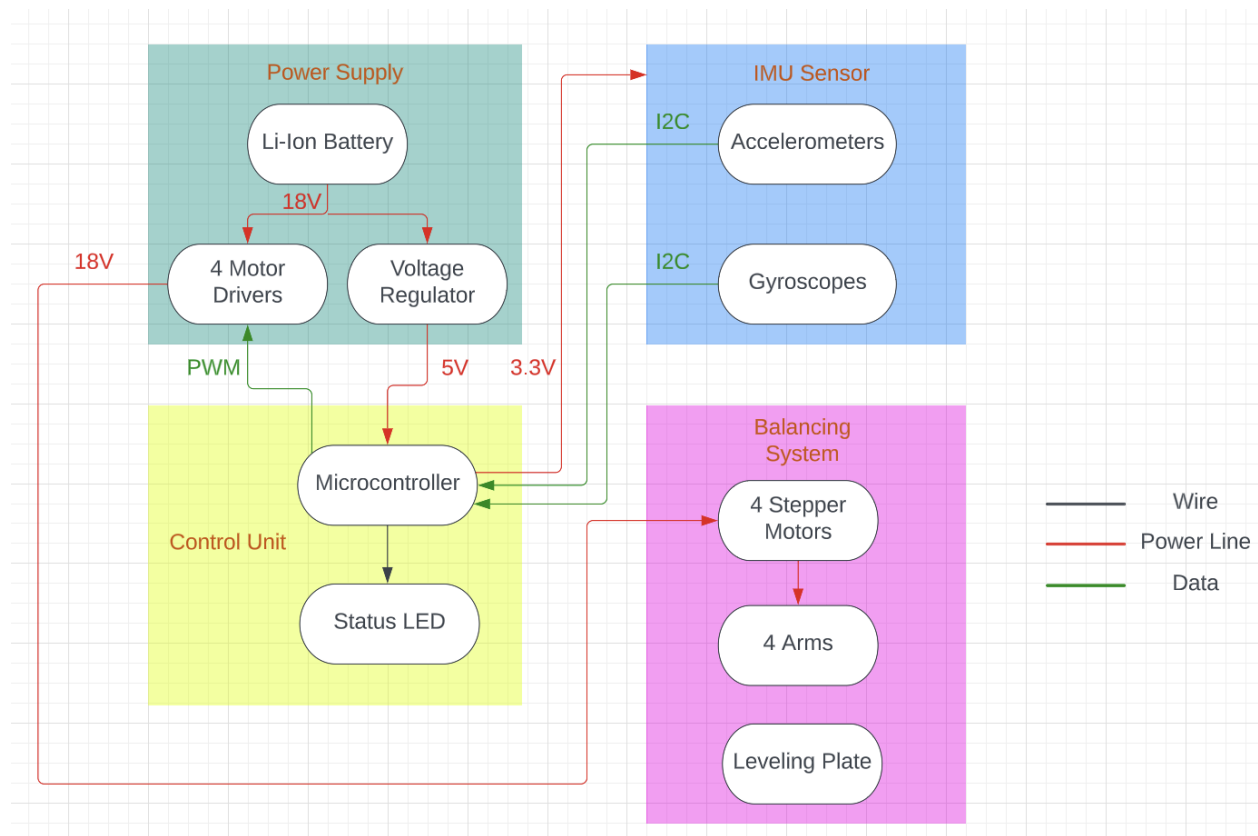 Power Supply
Li-Ion Battery
18V
4 Motor
Drivers
Voltage
Regulator
18V
PWM
5V
3.3V
IMU Sensor
I2C
Accelerometers
I2C
Gyroscopes
Microcontroller
Control Unit
Status LED
Balancing
System
4 Stepper
Motors
4 Arms
Leveling Plate
Wire
Power Line
Data